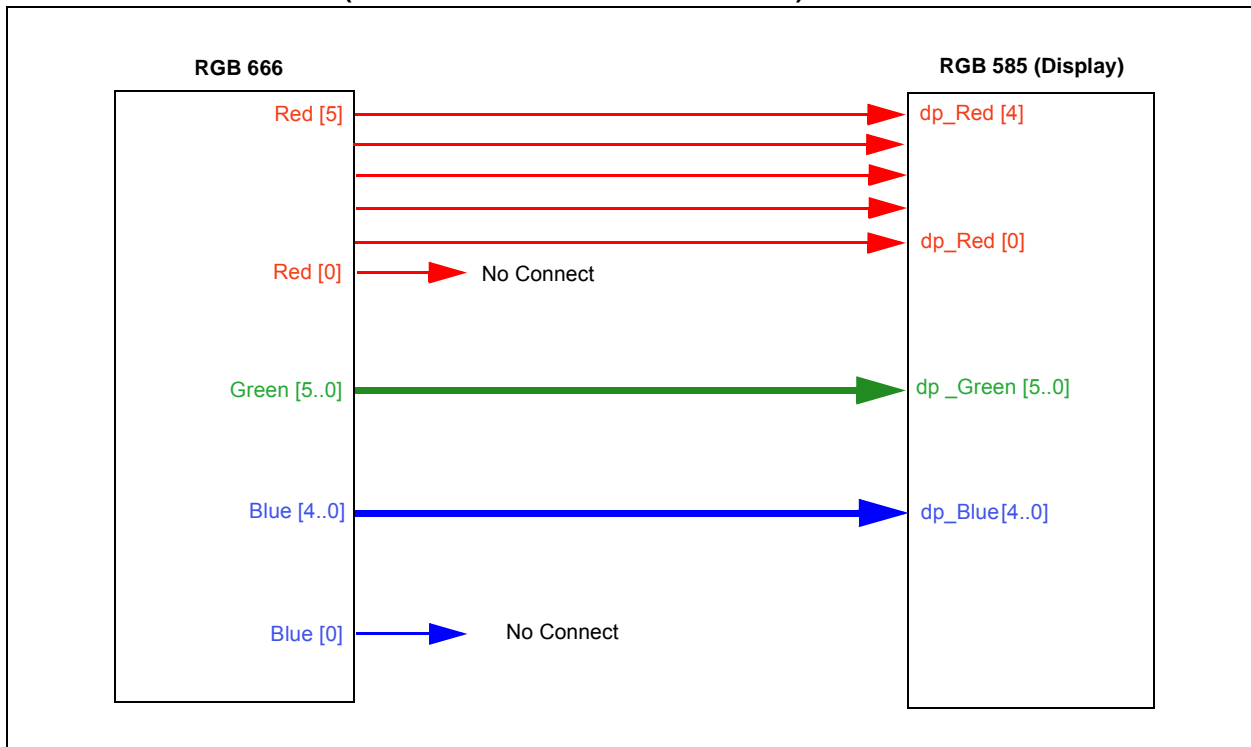 RGB 666
RGB 585 (Display)
Red [5]
dp_Red [4]
dp_Red [0]
Red [0]
No Connect
Green [5..0]
dp _Green [5..0]
Blue [4..0]
dp_Blue[4..0]
Blue [0]
No Connect